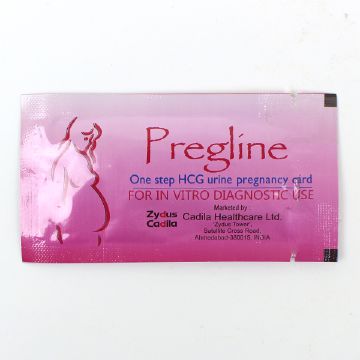 Pregline
One step HCG urine pregnancy card
FOR IN VITRO DIAGNOSTIC USE
Marketed by:
Zydus
Cadila
Cadila Healthcare Ltd.
"Zydus Tower",
Satellite Cross Road,
Ahmedabad-380015, INDIA